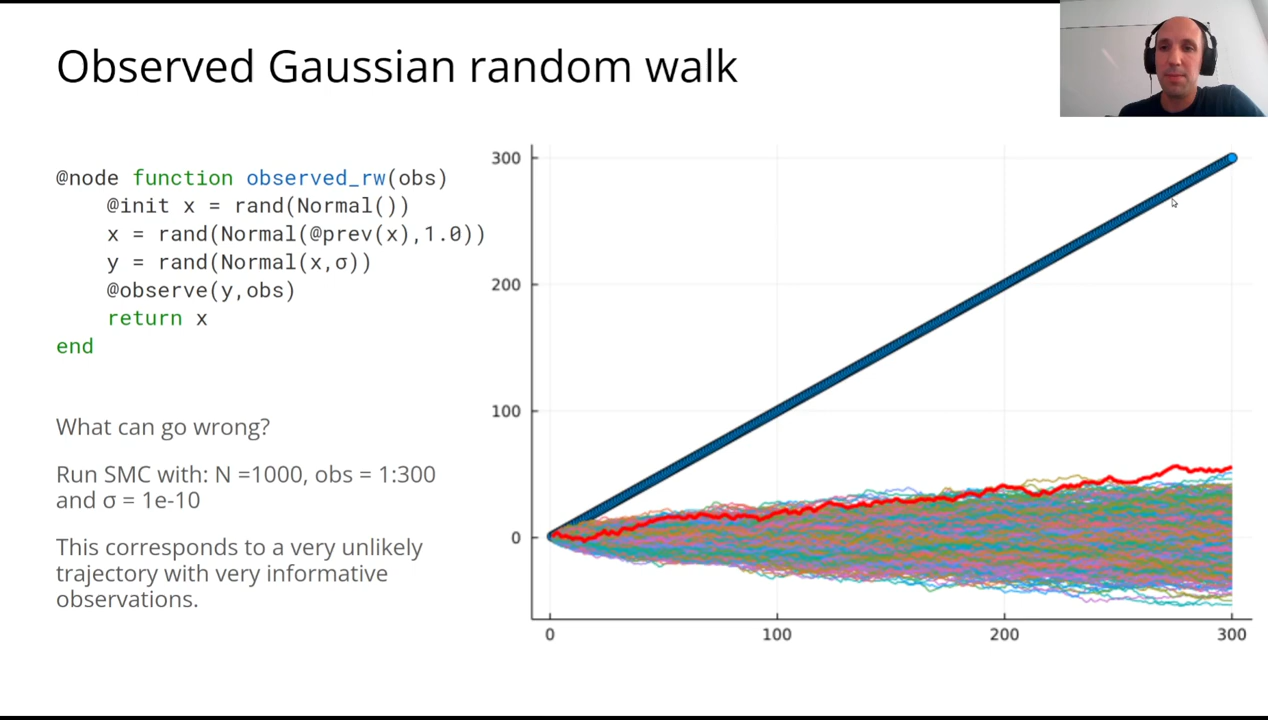 Observed Gaussian random walk
@node function observed_rw(obs)
@init x = rand(Normal())
x = rand(Normal(@prev(x),1.0))
y = rand(Normal(x,σ))
@observe(y,obs)
return x
end
What can go wrong?
Run SMC with: N =1000, obs = 1:300
and σ = 1e-10
This corresponds to a very unlikely
trajectory with very informative
observations.
300
200
100
0
0
100
200
300